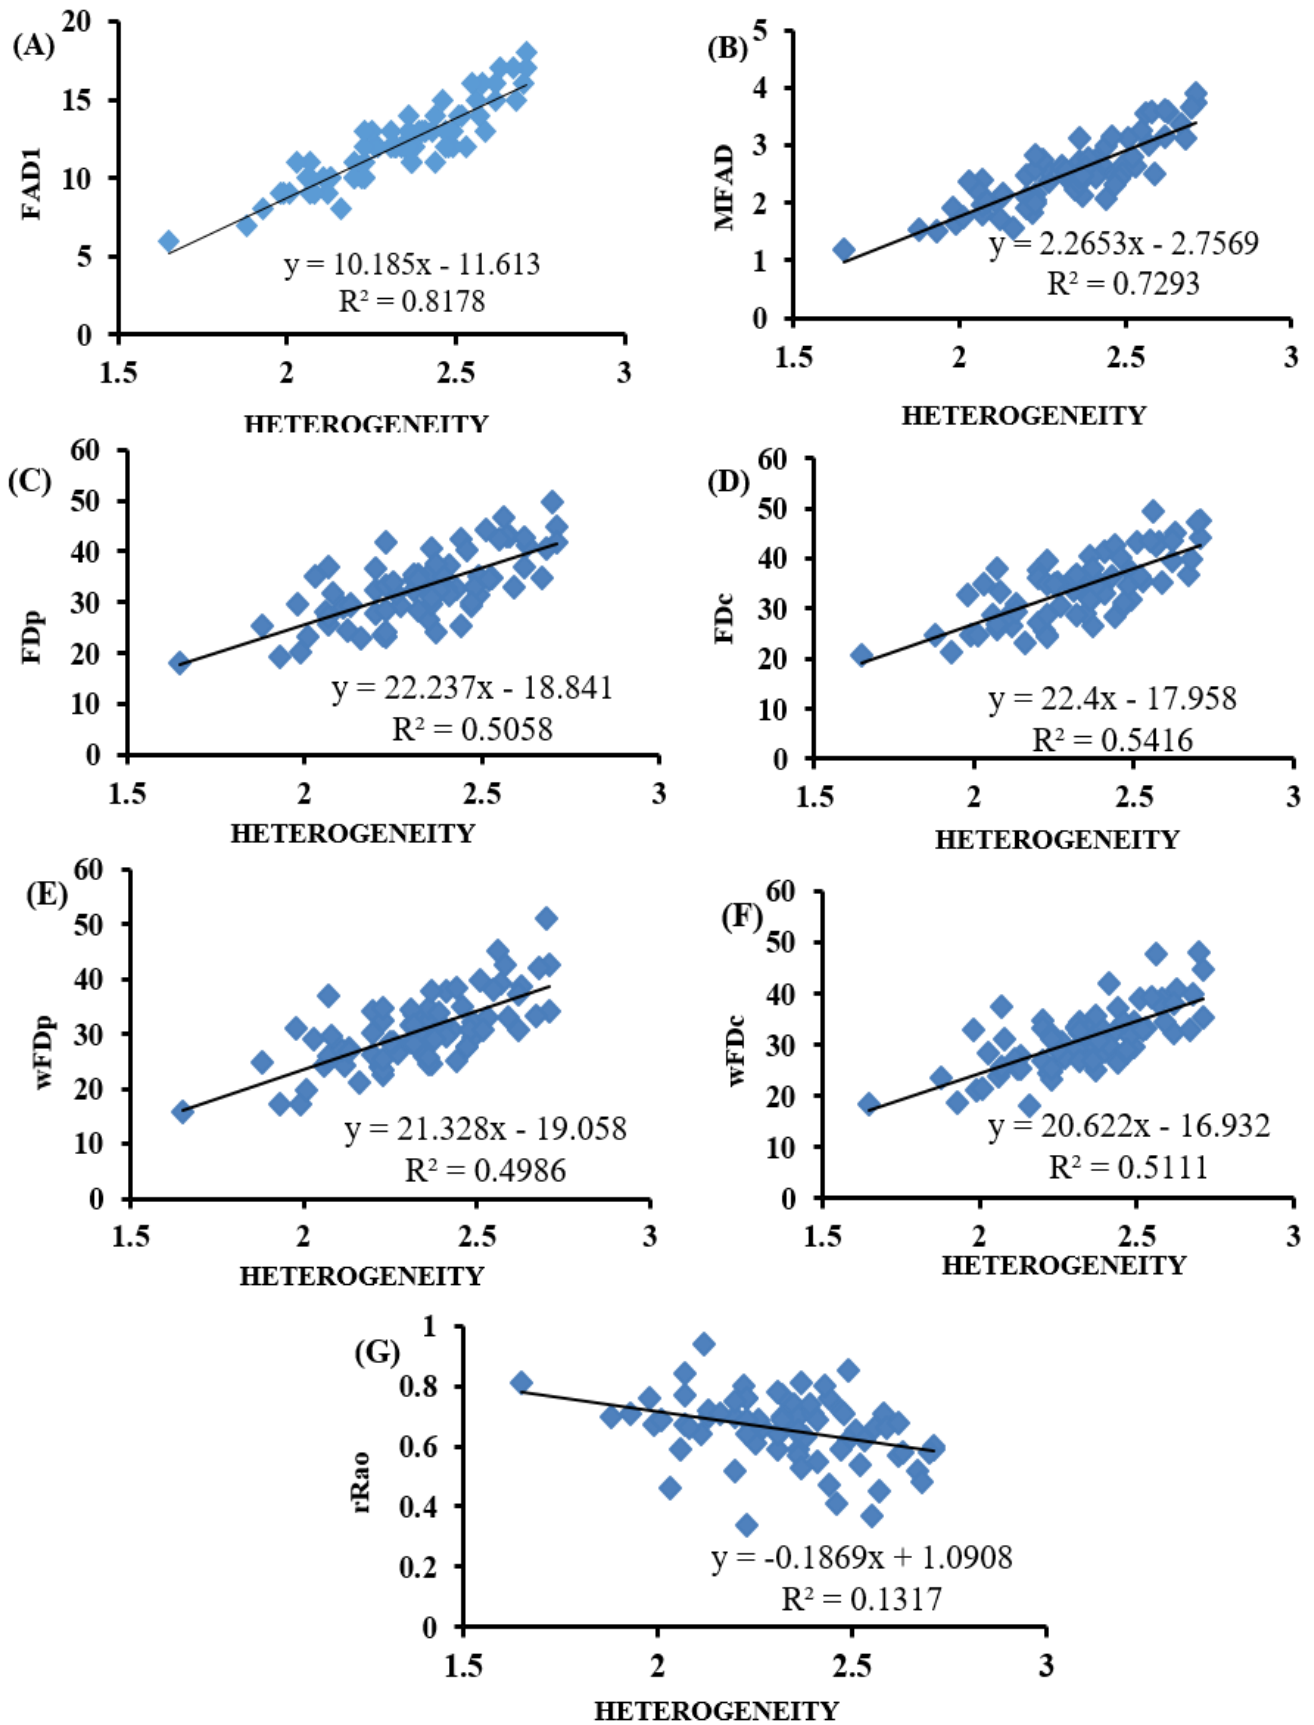 (A)
20
15
10
5
0
FAD1
y = 10.185x - 11.613
R² = 0.8178
1.5 2 2.5 3
HETEROGENEITY
(B)
5
4
3
2
1
0
MFAD
y = 2.2653x - 2.7569
R² = 0.7293
1.5 2 2.5 3
HETEROGENEITY
(C)
60
50
40
30
20
10
0
FDp
y = 22.237x - 18.841
R² = 0.5058
1.5 2 2.5 3
HETEROGENEITY
(D)
60
50
40
30
20
10
0
FDc
y = 22.4x - 17.958
R² = 0.5416
1.5 2 2.5 3
HETEROGENEITY
(E)
60
50
40
30
20
10
0
wFDp
y = 21.328x - 19.058
R² = 0.4986
1.5 2 2.5 3
HETEROGENEITY
(F)
60
50
40
30
20
10
0
wFDc
y = 20.622x - 16.932
R² = 0.5111
1.5 2 2.5 3
HETEROGENEITY
(G)
1
0.8
0.6
0.4
0.2
0
rRao
y = -0.1869x + 1.0908
R² = 0.1317
1.5 2 2.5 3
HETEROGENEITY